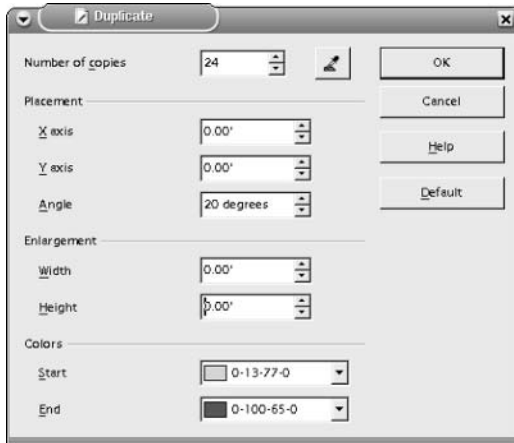 Duplicate
Number of copies 24 OK
Placement Cancel
X axis 0.00' Help
Y axis 0.00' Default
Angle 20 degrees
Enlargement
Width 0.00'
Height 0.00'
Colors
Start 0-13-77-0
End 0-100-65-0